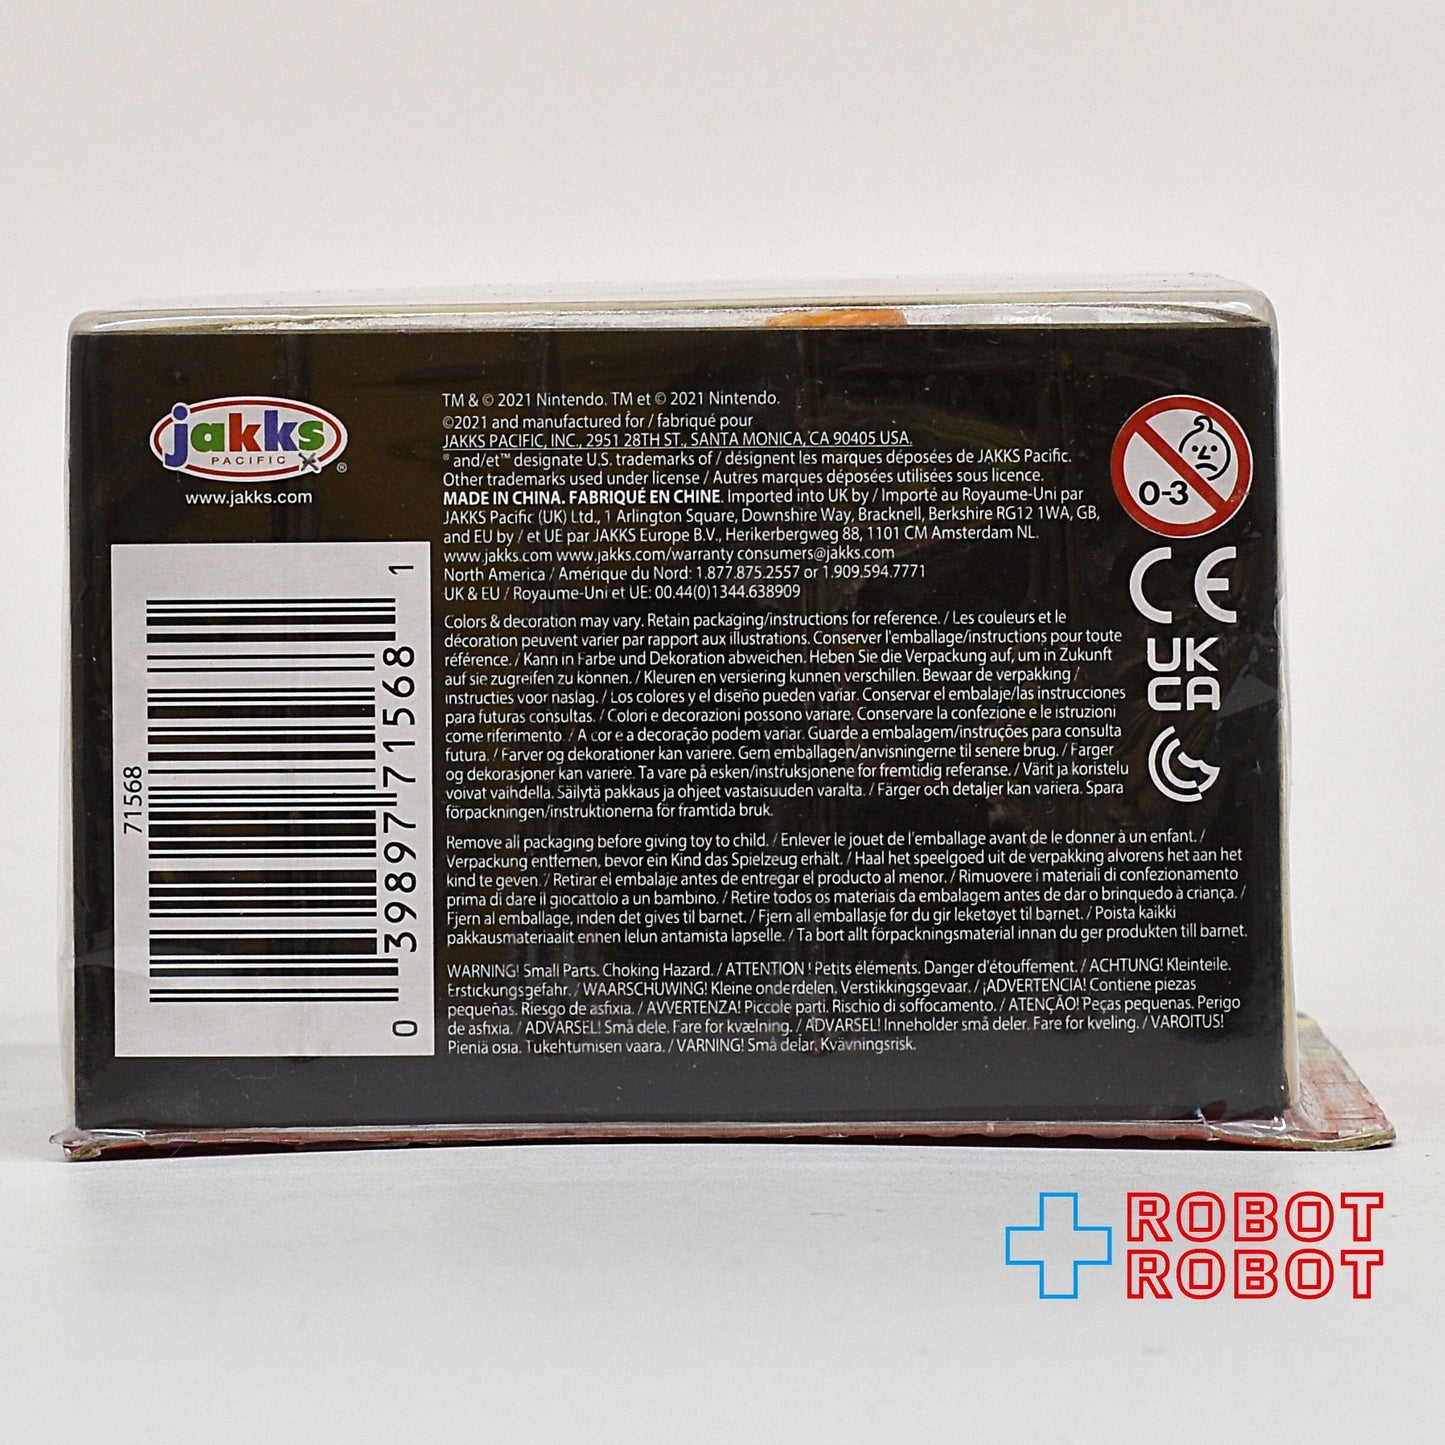 jakks
PACIFIC
®
www.jakks.com
71568
0 39897 71568 1
TM & © 2021 Nintendo. TM et © 2021 Nintendo.
©2021 and manufactured for / fabriqué pour
JAKKS PACIFIC, INC., 2951 28TH ST., SANTA MONICA, CA 90405 USA.
® and/et™ designate U.S. trademarks of / désignent les marques déposées de JAKKS Pacific.
Other trademarks used under license / Autres marques déposées utilisées sous licence.
MADE IN CHINA. FABRIQUÉ EN CHINE. Imported into UK by / Importé au Royaume-Uni par
JAKKS Pacific (UK) Ltd., 1 Arlington Square, Downshire Way, Bracknell, Berkshire RG12 1WA, GB,
and EU by / et UE par JAKKS Europe B.V., Herikerbergweg 88, 1101 CM Amsterdam NL.
www.jakks.com www.jakks.com/warranty consumers@jakks.com
North America / Amérique du Nord: 1.877.875.2557 or 1.909.594.7771
UK & EU / Royaume-Uni et UE: 00.44(0)1344.638909
Colors & decoration may vary. Retain packaging/instructions for reference. / Les couleurs et le
décoration peuvent varier par rapport aux illustrations. Conserver l'emballage/instructions pour toute
référence. / Kann in Farbe und Dekoration abweichen. Heben Sie die Verpackung auf, um in Zukunft
auf sie zugreifen zu können. / Kleuren en versiering kunnen verschillen. Bewaar de verpakking /
instructies voor naslag. / Los colores y el diseño pueden variar. Conservar el embalaje/las instrucciones
para futuras consultas. / Colori e decorazioni possono variare. Conservare la confezione e le istruzioni
come riferimento. / A cor e a decoração podem variar. Guarde a embalagem/instruções para consulta
futura. / Farver og dekorationer kan variere. Gem emballagen/anvisningerne til senere brug. / Farger
og dekorasjoner kan variere. Ta vare på esken/instruksjonene for fremtidig referanse. / Värit ja koristelu
voivat vaihdella. Säilytä pakkaus ja ohjeet vastaisuuden varalta. / Färger och detaljer kan variera. Spara
förpackningen/instruktionerna för framtida bruk.
Remove all packaging before giving toy to child. / Enlever le jouet de l'emballage avant de le donner à un enfant. /
Verpackung entfernen, bevor ein Kind das Spielzeug erhält. / Haal het speelgoed uit de verpakking alvorens het aan het
kind te geven. / Retirar el embalaje antes de entregar el producto al menor. / Rimuovere i materiali di confezionamento
prima di dare il giocattolo a un bambino. / Retire todos os materiais da embalagem antes de dar o brinquedo à criança. /
Fjern al emballage, inden det gives til barnet. / Fjern all emballasje før du gir leketøyet til barnet. / Poista kaikki
pakkausmateriaalit ennen lelun antamista lapselle. / Ta bort allt förpackningsmaterial innan du ger produkten till barnet.
WARNING! Small Parts. Choking Hazard. / ATTENTION ! Petits éléments. Danger d'étouffement. / ACHTUNG! Kleinteile.
Erstickungsgefahr. / WAARSCHUWING! Kleine onderdelen. Verstikkingsgevaar. / ¡ADVERTENCIA! Contiene piezas
pequeñas. Riesgo de asfixia. / AVVERTENZA! Piccole parti. Rischio di soffocamento. / ATENÇÃO! Peças pequenas. Perigo
de asfixia. / ADVARSEL! Små dele. Fare for kvælning. / ADVARSEL! Inneholder små deler. Fare for kveling. / VAROITUS!
Pieniä osia. Tukehtumisen vaara. / VARNING! Små delar. Kvävningsrisk.
0-3
CE
UK
CA
ROBOT
ROBOT